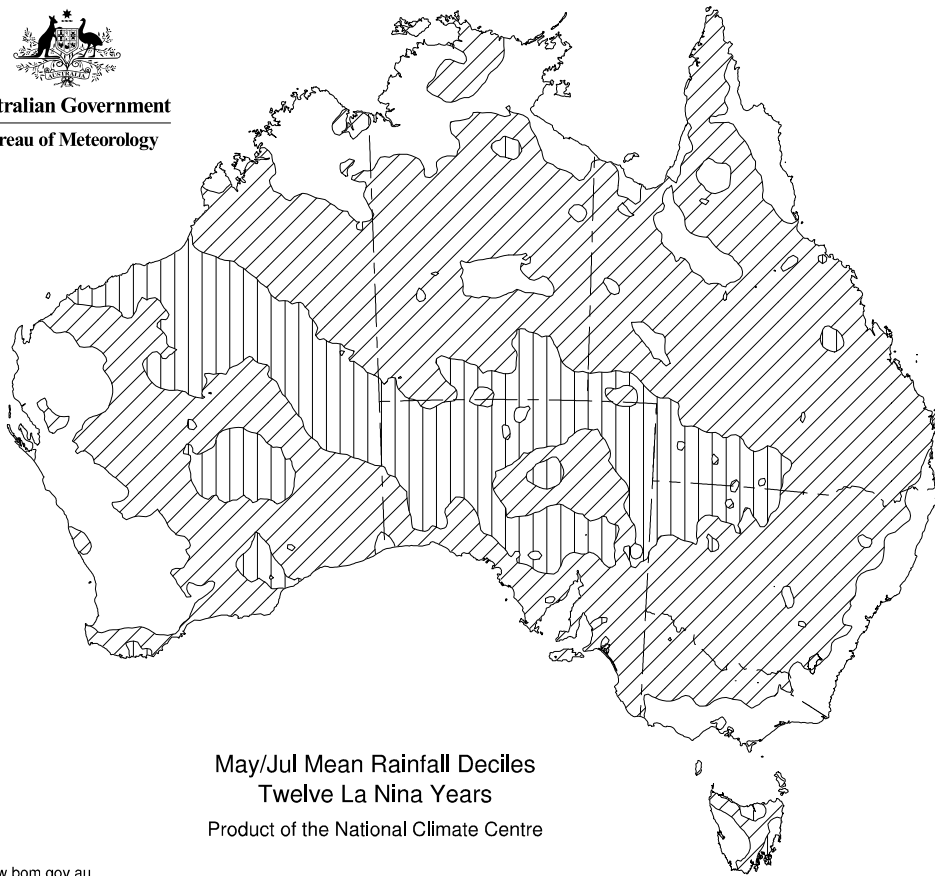 AUSTRALIA
tralian Government
reau of Meteorology
May/Jul Mean Rainfall Deciles
Twelve La Nina Years
Product of the National Climate Centre
w.bom.gov.au